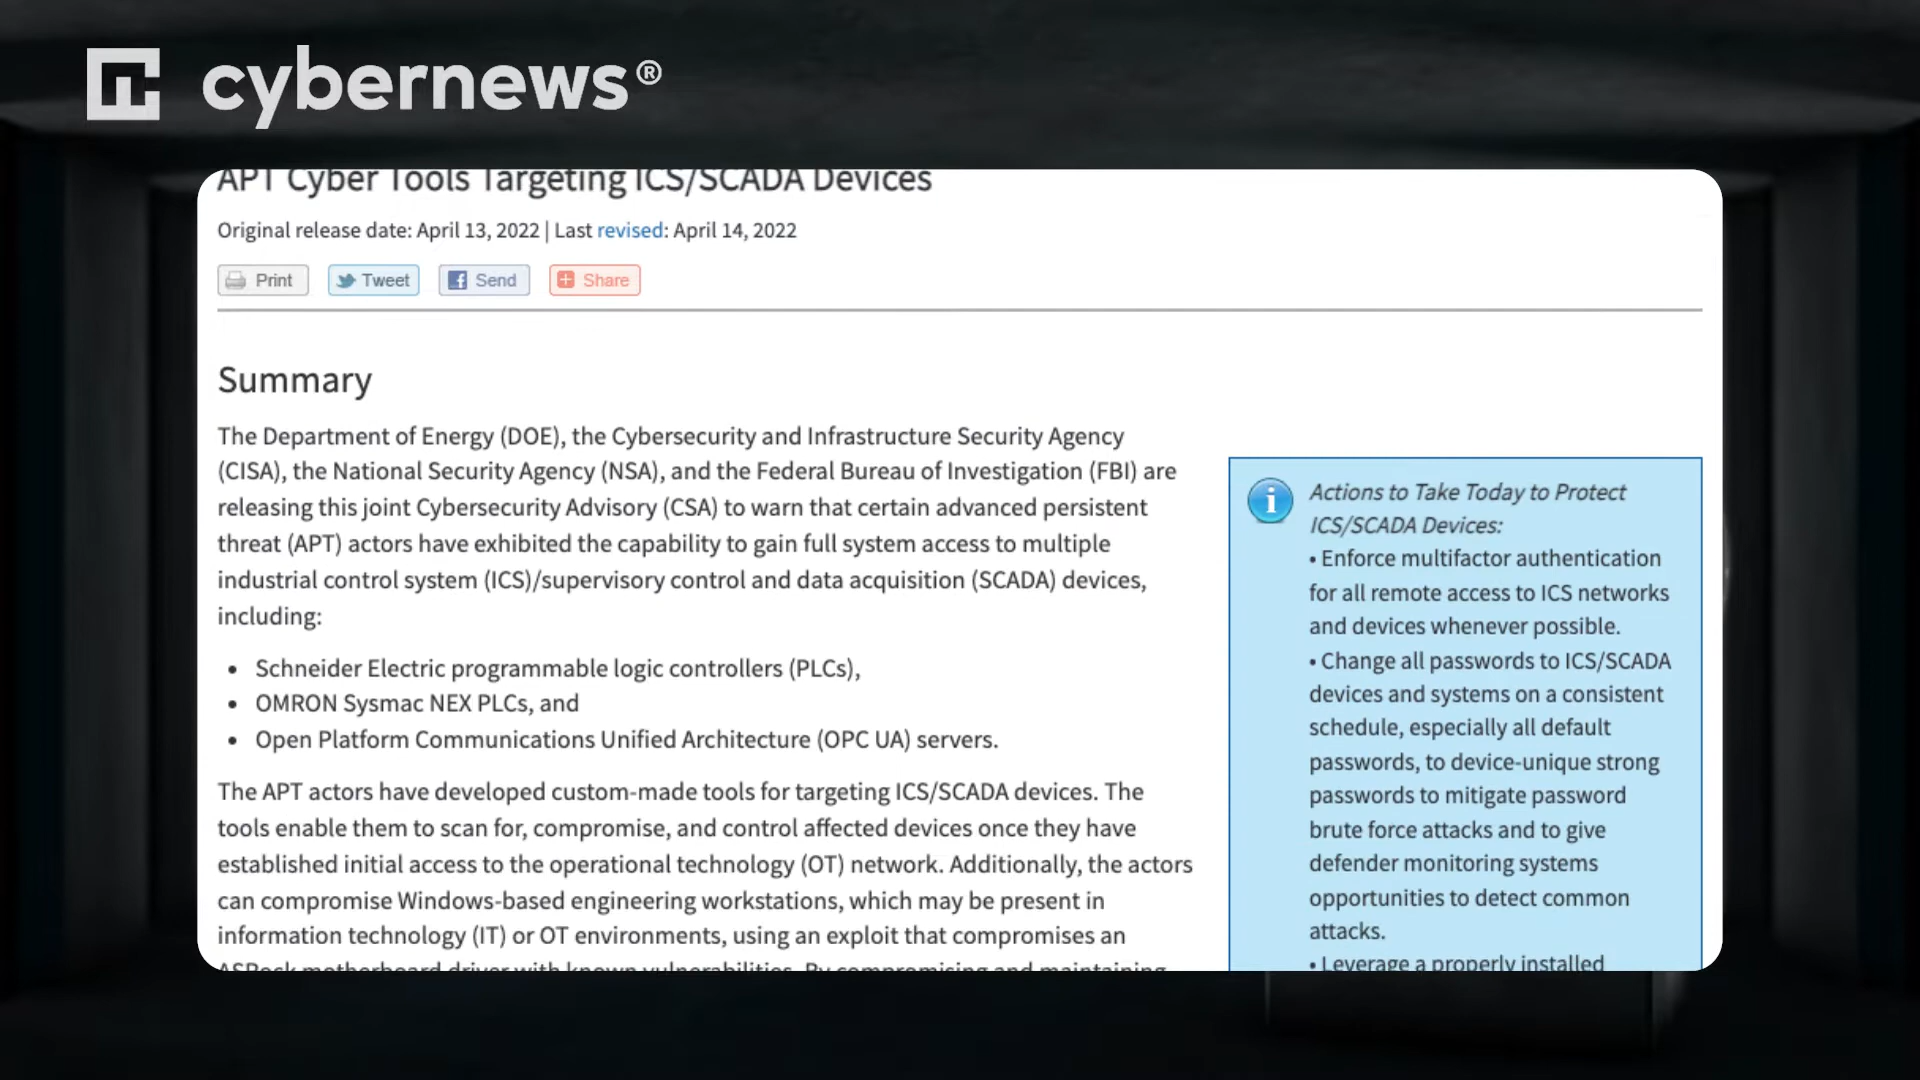 cybernews®
APT Cyber Tools Targeting ICS/SCADA Devices
Original release date: April 13, 2022 | Last revised: April 14, 2022
Print Tweet Send Share
Summary
The Department of Energy (DOE), the Cybersecurity and Infrastructure Security Agency
(CISA), the National Security Agency (NSA), and the Federal Bureau of Investigation (FBI) are
releasing this joint Cybersecurity Advisory (CSA) to warn that certain advanced persistent
threat (APT) actors have exhibited the capability to gain full system access to multiple
industrial control system (ICS)/supervisory control and data acquisition (SCADA) devices,
including:
• Schneider Electric programmable logic controllers (PLCs),
• OMRON Sysmac NEX PLCs, and
• Open Platform Communications Unified Architecture (OPC UA) servers.
The APT actors have developed custom-made tools for targeting ICS/SCADA devices. The
tools enable them to scan for, compromise, and control affected devices once they have
established initial access to the operational technology (OT) network. Additionally, the actors
can compromise Windows-based engineering workstations, which may be present in
information technology (IT) or OT environments, using an exploit that compromises an
ASRock motherboard driver with known vulnerabilities. By compromising and maintaining
Actions to Take Today to Protect
ICS/SCADA Devices:
• Enforce multifactor authentication
for all remote access to ICS networks
and devices whenever possible.
• Change all passwords to ICS/SCADA
devices and systems on a consistent
schedule, especially all default
passwords, to device-unique strong
passwords to mitigate password
brute force attacks and to give
defender monitoring systems
opportunities to detect common
attacks.
• Leverage a properly installed